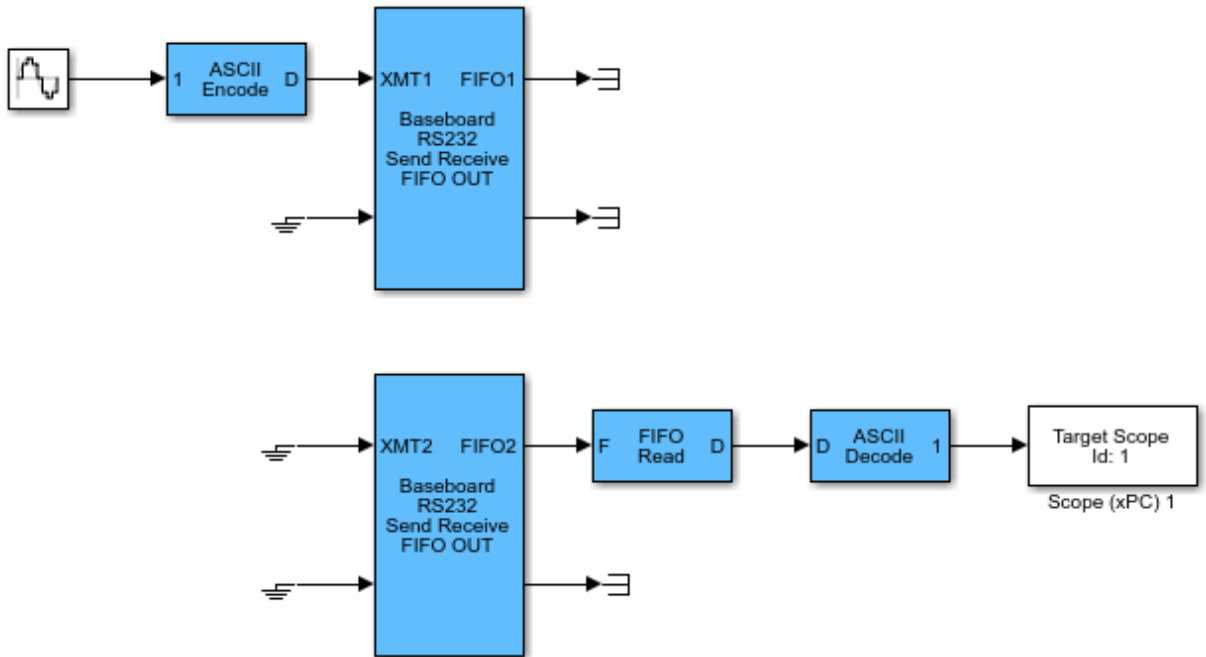 1 ASCII Encode D
XMT1 FIFO1
Baseboard
RS232
Send Receive
FIFO OUT
XMT2 FIFO2
Baseboard
RS232
Send Receive
FIFO OUT
F FIFO Read D
D ASCII Decode 1
Target Scope
Id: 1
Scope (xPC) 1